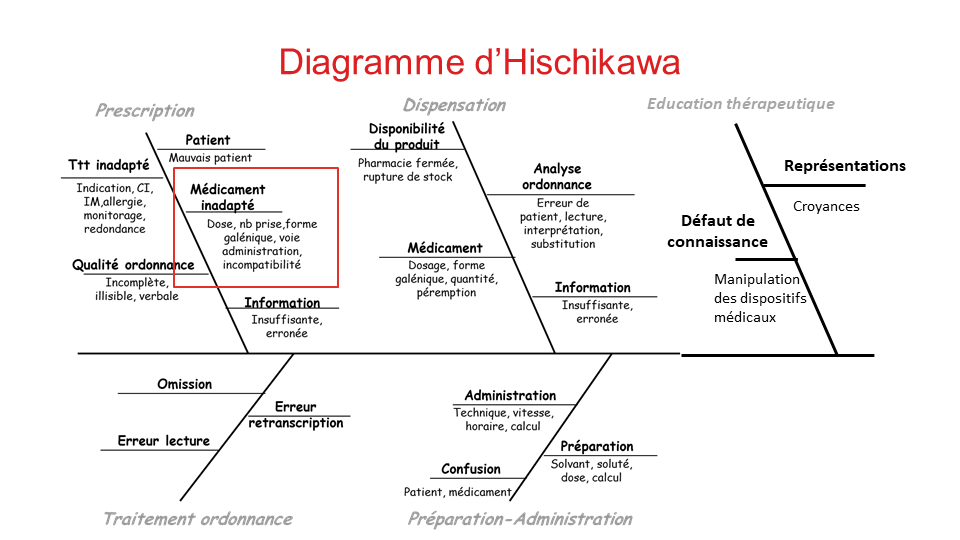 Diagramme d’Hischikawa
Prescription
Patient
Mauvais patient
Ttt inadapté
Indication, CI,
IM,allergie,
monitorage,
redondance
Médicament
inadapté
Dose, nb prise,forme
galénique, voie
administration,
incompatibilité
Qualité ordonnance
Incomplète,
illisible, verbale
Information
Insuffisante,
erronée
Dispensation
Disponibilité
du produit
Pharmacie fermée,
rupture de stock
Analyse
ordonnance
Erreur de
patient, lecture,
interprétation,
substitution
Médicament
Dosage, forme
galénique, quantité,
péremption
Information
Insuffisante,
erronée
Education thérapeutique
Représentations
Croyances
Défaut de
connaissance
Manipulation
des dispositifs
médicaux
Omission
Erreur
retranscription
Erreur lecture
Traitement ordonnance
Administration
Technique, vitesse,
horaire, calcul
Préparation
Solvant, soluté,
dose, calcul
Confusion
Patient, médicament
Préparation-Administration